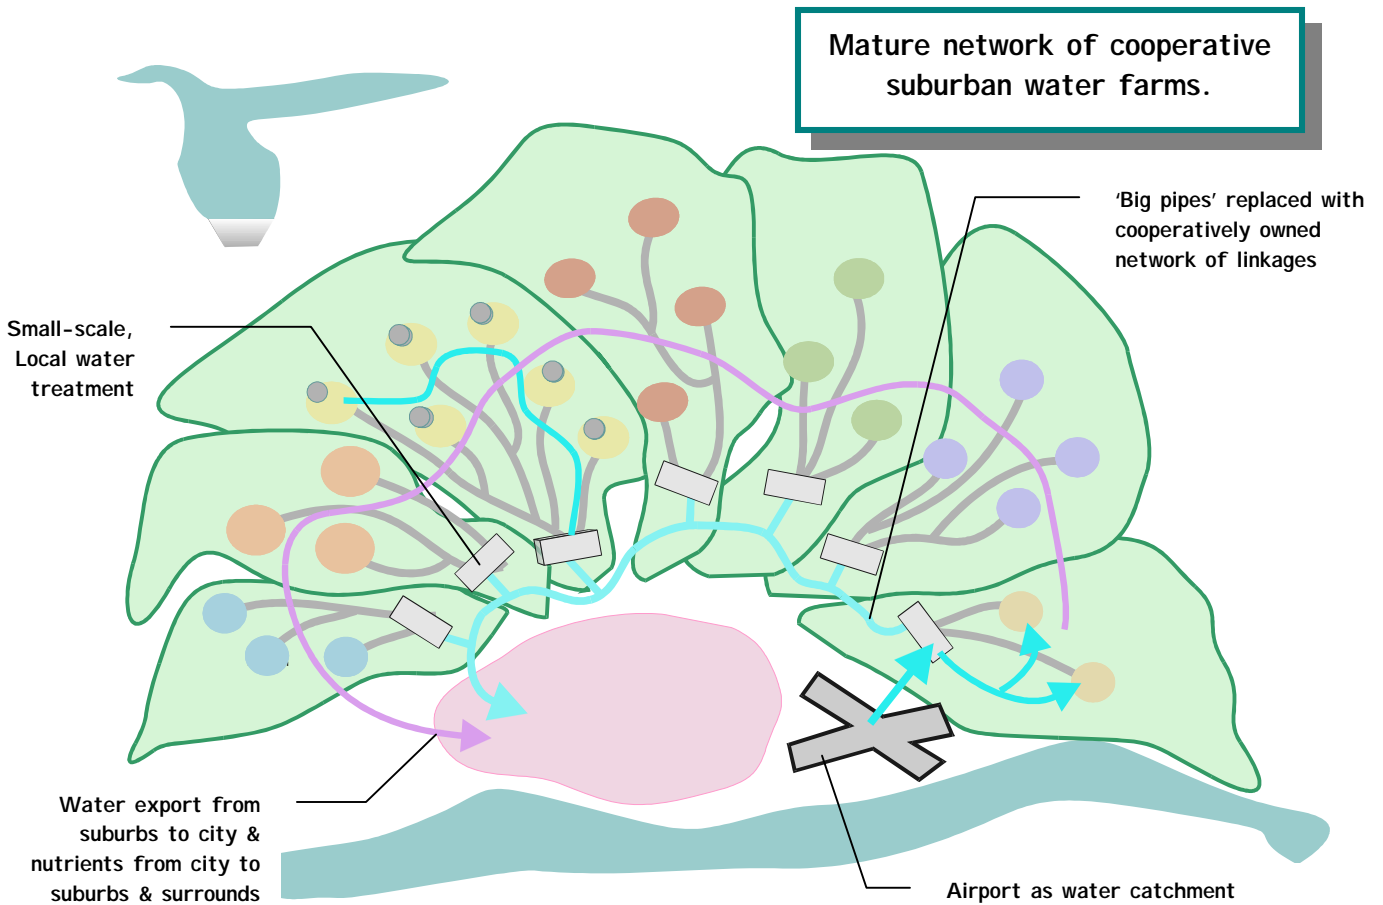 Mature network of cooperative
suburban water farms.
‘Big pipes’ replaced with
cooperatively owned
network of linkages
Small-scale,
Local water
treatment
Water export from
suburbs to city &
nutrients from city to
suburbs & surrounds
Airport as water catchment